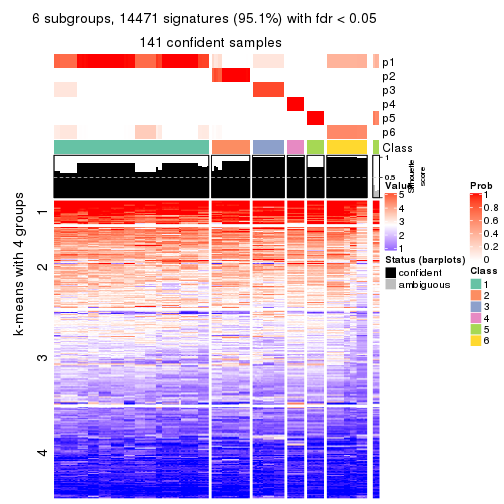 6 subgroups, 14471 signatures (95.1%) with fdr < 0.05
141 confident samples
p1
p2
p3
p4
p5
p6
Class
1
0.5
0
Silhouette
score
k-means with 4 groups
1
2
3
4
Value
5
4
3
2
1
Status (barplots)
confident
ambiguous
Prob
1
0.8
0.6
0.4
0.2
0
Class
1
2
3
4
5
6